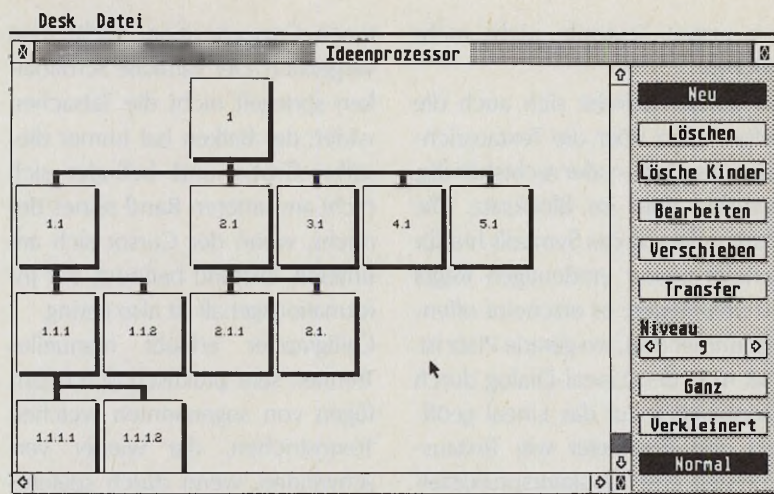 Desk Datei
Ideenprozessor
1
1.1
2.1
3.1
4.1
5.1
1.1.1
1.1.2
2.1.1
2.1.
1.1.1.1
1.1.1.2
Neu
Löschen
Lösche Kinder
Bearbeiten
Verschieben
Transfer
Niveau
9
Ganz
Verkleinert
Normal